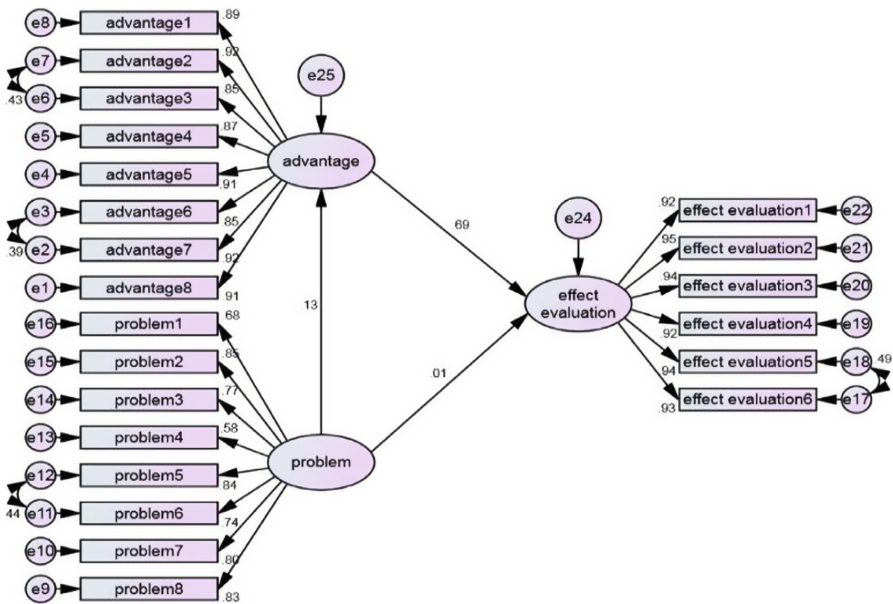 e8 advantage1 .89
e7 advantage2 .92
.43
e6 advantage3 .85
e5 advantage4 .87
e4 advantage5 .91
e3 advantage6 .85
.39
e2 advantage7 .92
e1 advantage8 .91
e16 problem1 .68
e15 problem2 .85
e14 problem3 .77
e13 problem4 .58
e12 problem5 .84
44
e11 problem6 .74
e10 problem7 .80
e9 problem8 .83
e25
advantage
13
problem
69
.01
e24
effect
evaluation
.92 effect evaluation1 e22
.95 effect evaluation2 e21
.94 effect evaluation3 e20
.92 effect evaluation4 e19
.94 effect evaluation5 e18
.49
.93 effect evaluation6 e17